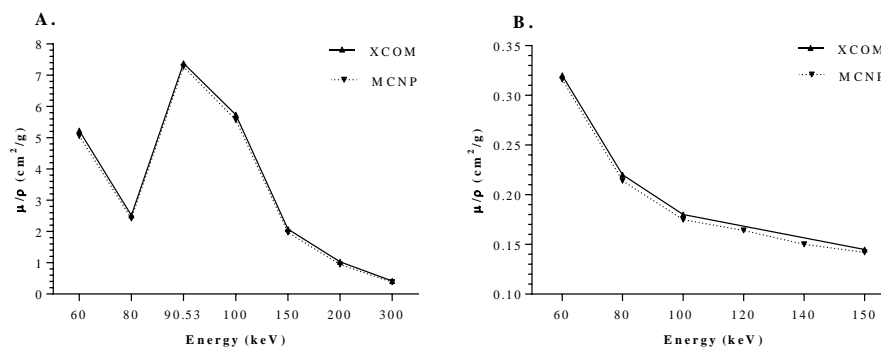 A.
XCOM
MCNP
8
7
6
5
4
3
2
1
0
μ/ρ (cm²/g)
60 80 90.53 100 150 200 300
Energy (keV)
B.
XCOM
MCNP
0.35
0.30
0.25
0.20
0.15
0.10
μ/ρ (cm²/g)
60 80 100 120 140 150
Energy (keV)